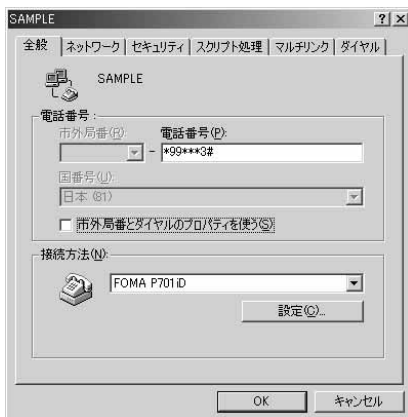 SAMPLE
全般 ネットワーク セキュリティ スクリプト処理 マルチリンク ダイヤル
SAMPLE
電話番号:
市外局番(R): 電話番号(P):
- *99***3#
国番号(U):
日本 (81)
市外局番とダイヤルのプロパティを使う(S)
接続方法(N):
FOMA P701iD
設定(C)...
OK キャンセル